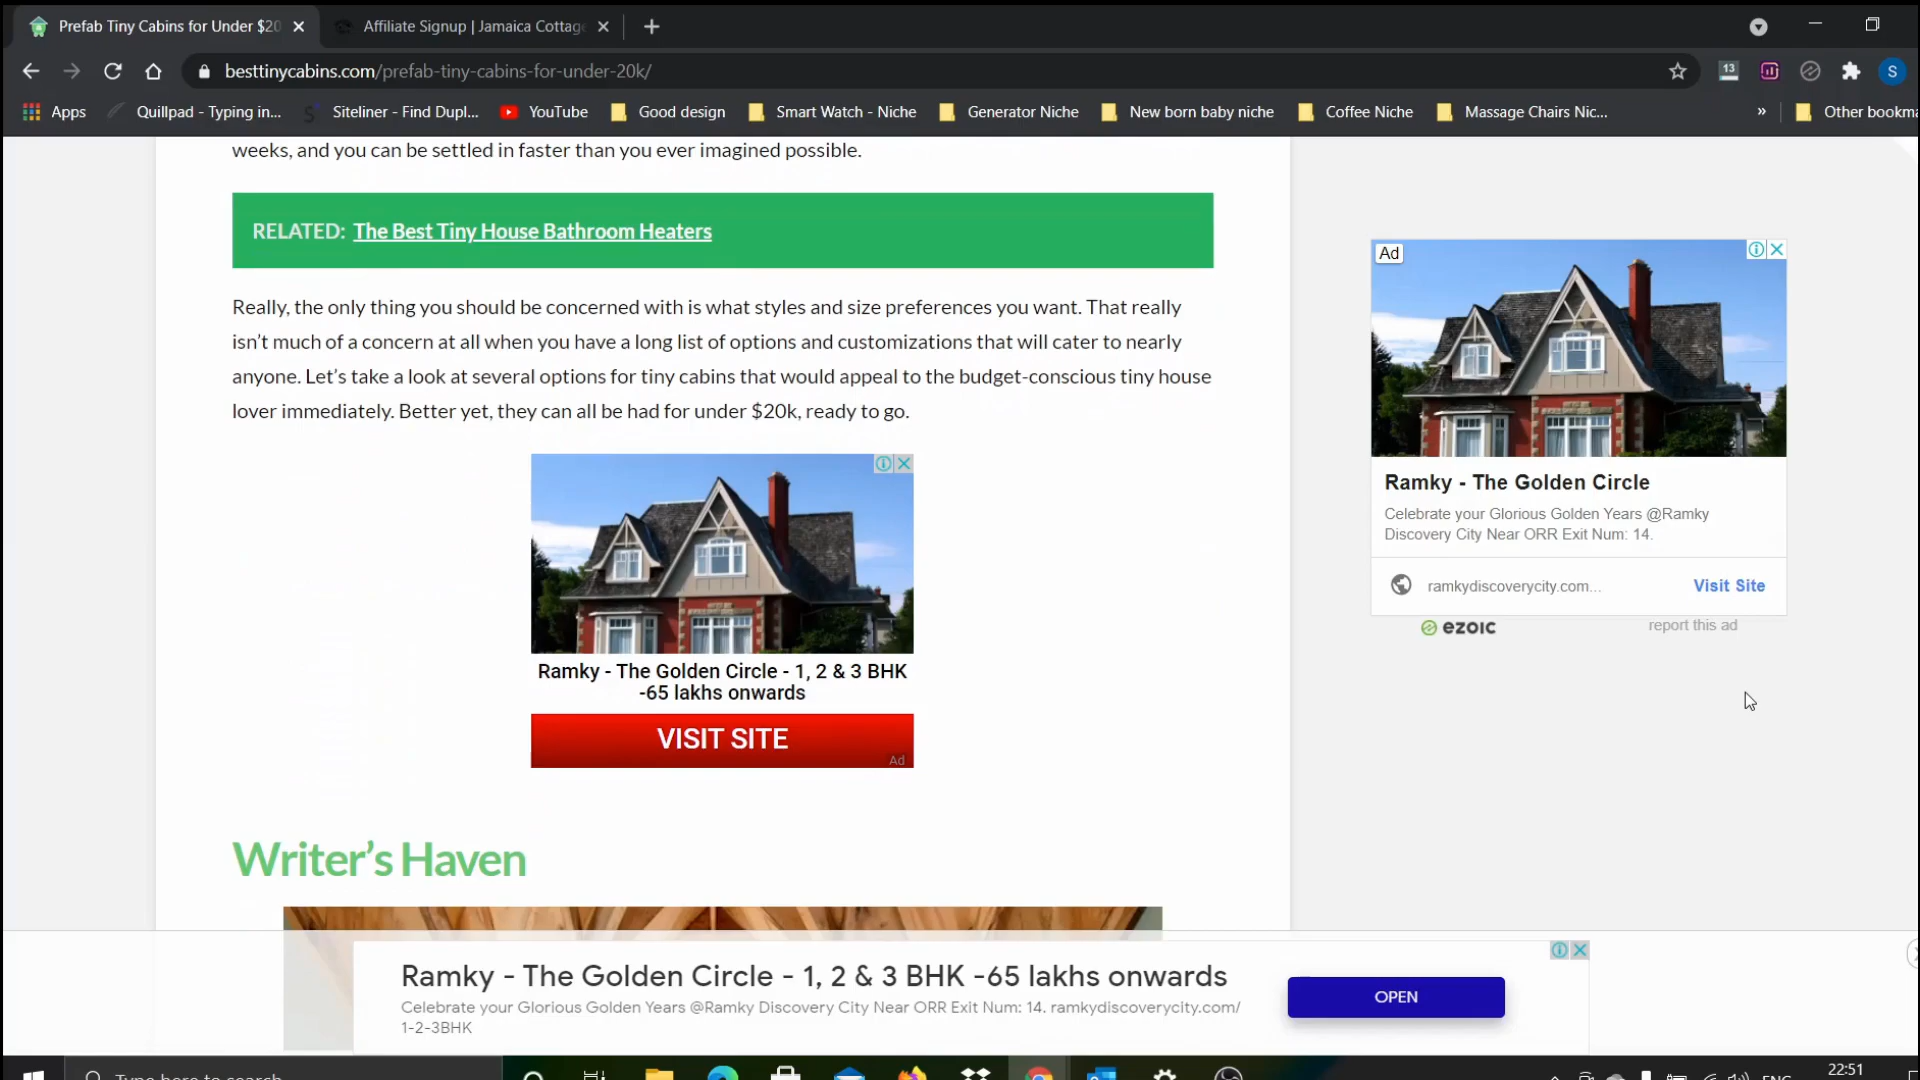 Prefab Tiny Cabins for Under $20
Affiliate Signup | Jamaica Cottag
besttinycabins.com/prefab-tiny-cabins-for-under-20k/
13
S
Apps
Quillpad - Typing in...
Siteliner - Find Dupl...
YouTube
Good design
Smart Watch - Niche
Generator Niche
New born baby niche
Coffee Niche
Massage Chairs Nic...
»
Other bookma
weeks, and you can be settled in faster than you ever imagined possible.
RELATED: The Best Tiny House Bathroom Heaters
Really, the only thing you should be concerned with is what styles and size preferences you want. That really
isn't much of a concern at all when you have a long list of options and customizations that will cater to nearly
anyone. Let's take a look at several options for tiny cabins that would appeal to the budget-conscious tiny house
lover immediately. Better yet, they can all be had for under $20k, ready to go.
Ramky - The Golden Circle - 1, 2 & 3 BHK
-65 lakhs onwards
VISIT SITE
Ad
Writer's Haven
Ad
Ramky - The Golden Circle
Celebrate your Glorious Golden Years @Ramky
Discovery City Near ORR Exit Num: 14.
ramkydiscoverycity.com...
Visit Site
ezoic
report this ad
Ramky - The Golden Circle - 1, 2 & 3 BHK -65 lakhs onwards
Celebrate your Glorious Golden Years @Ramky Discovery City Near ORR Exit Num: 14. ramkydiscoverycity.com/
1-2-3BHK
OPEN
Type here to search
ENG
22:51